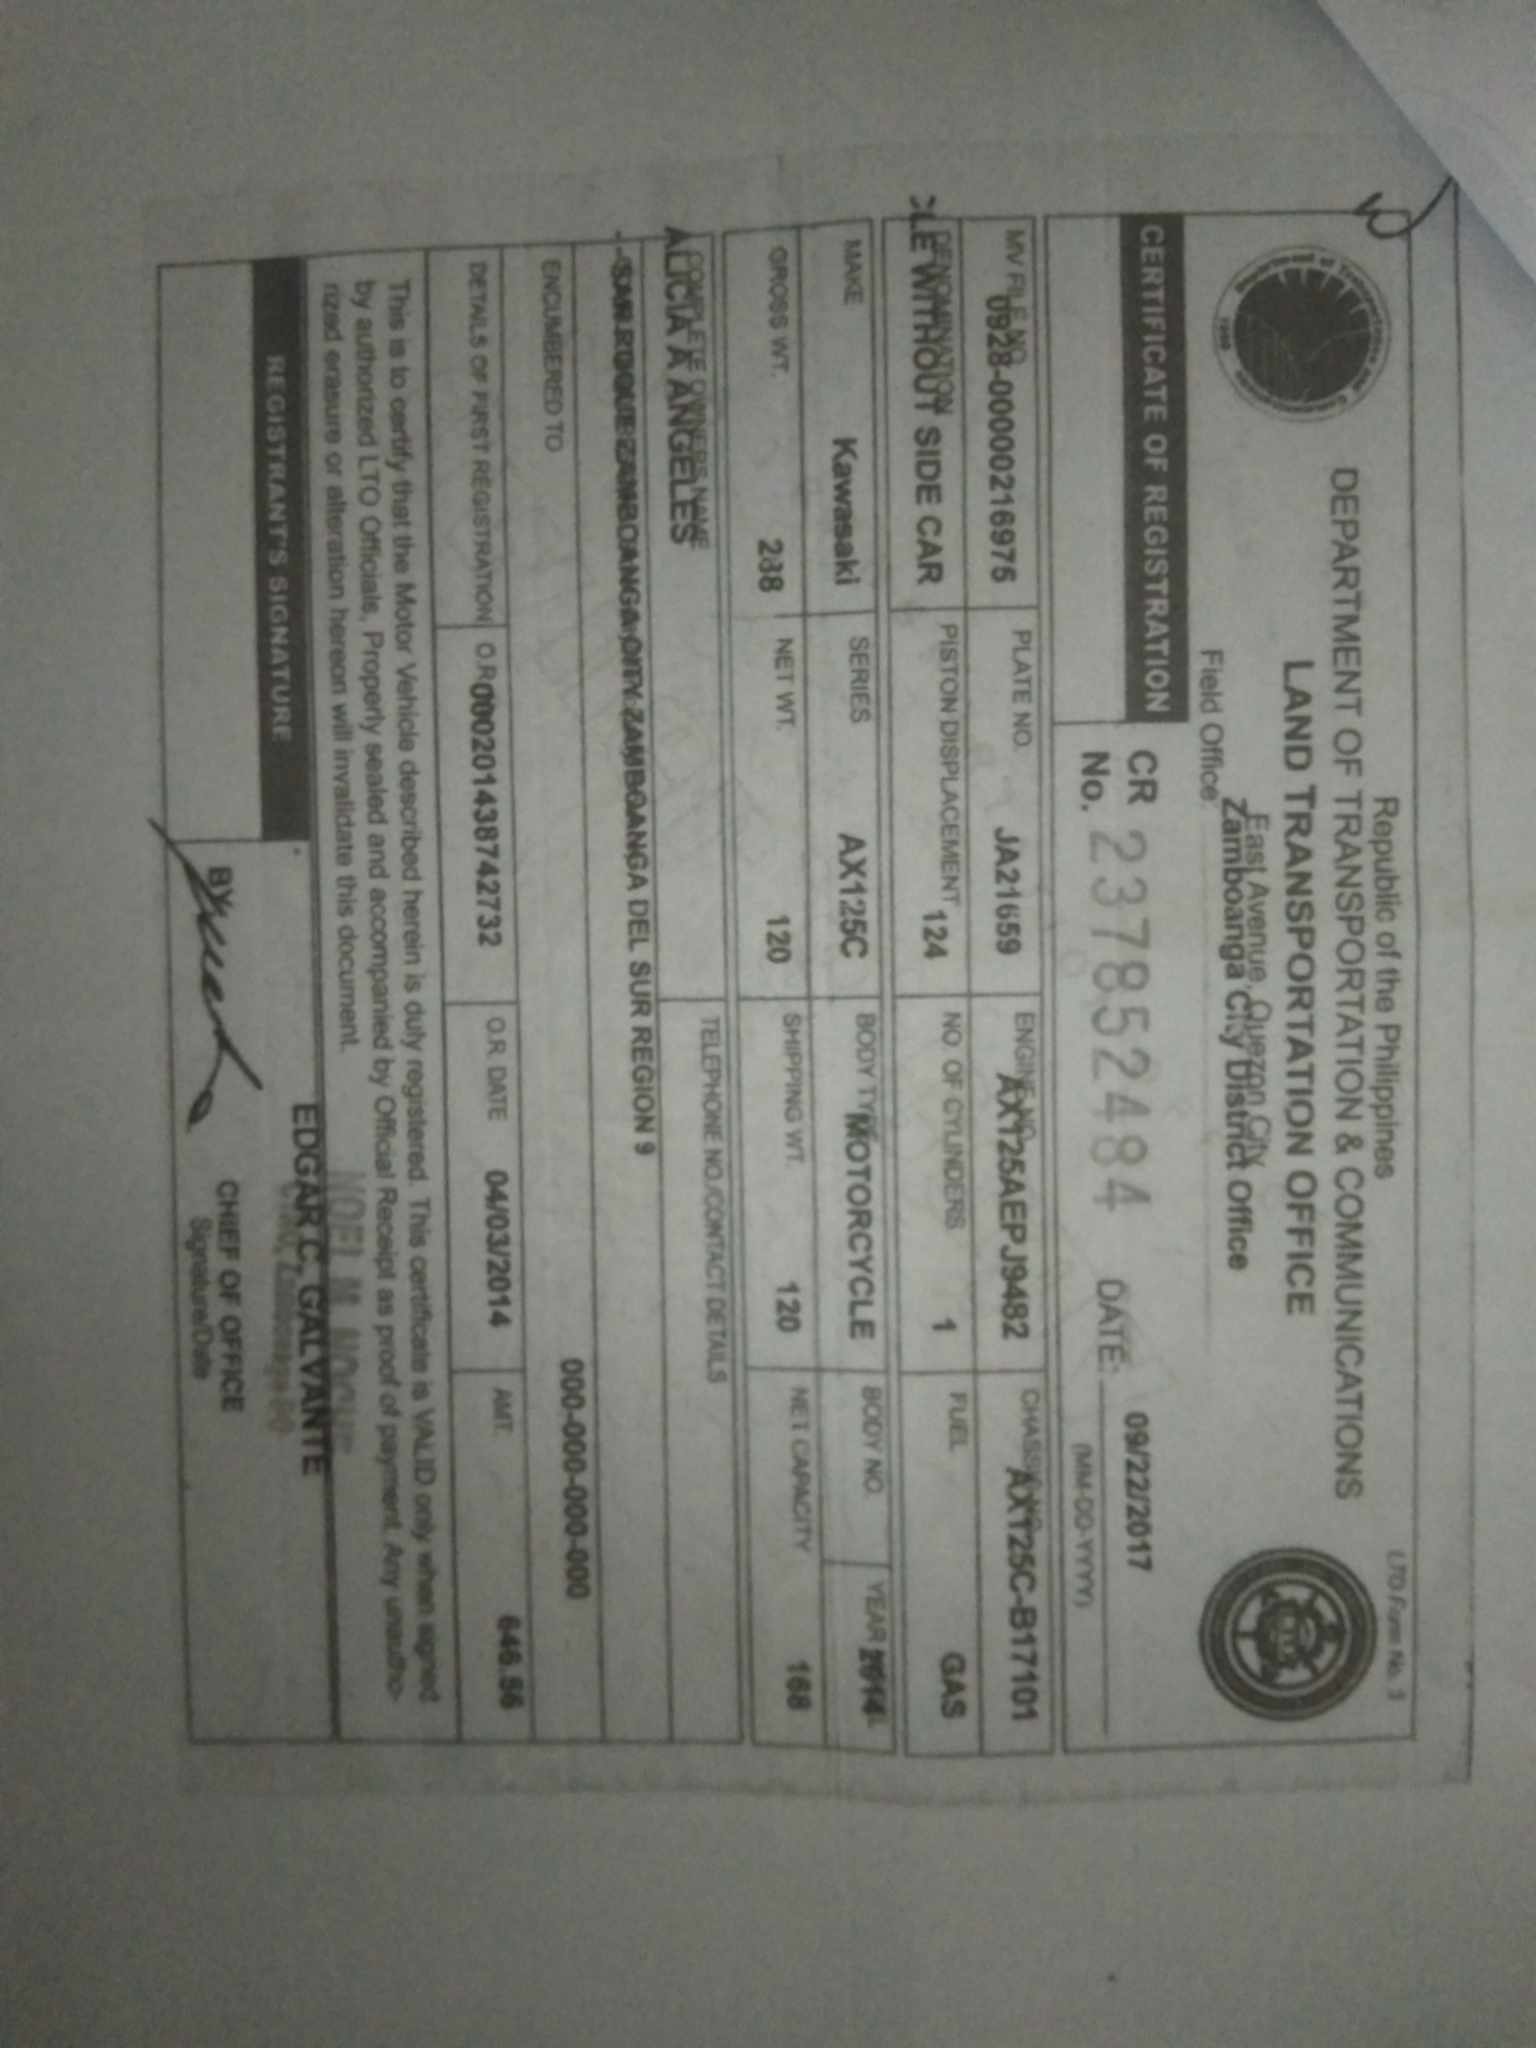 LTO Form No. 3
Republic of the Philippines
DEPARTMENT OF TRANSPORTATION & COMMUNICATIONS
LAND TRANSPORTATION OFFICE
East Avenue, Quezon City
Zamboanga City District Office
Field Office:
CERTIFICATE OF REGISTRATION
CR No. 237852484 DATE: 09/22/2017
(MM-DD-YYYY)
MV FILE NO. PLATE NO. ENGINE NO. CHASSIS NO.
0928-00000216975 JA21659 AX125AEPJ9482 AX125C-B17101
DENOMINATION PISTON DISPLACEMENT NO OF CYLINDERS FUEL
CLE WITHOUT SIDE CAR 124 1 GAS
MAKE SERIES BODY TYPE BODY NO. YEAR
Kawasaki AX125C MOTORCYCLE 2014
GROSS WT. NET WT. SHIPPING WT. NET CAPACITY
288 120 120 168
COMPLETE OWNERS NAME TELEPHONE NO./CONTACT DETAILS
ALICIA A ANGELES
SAN ROQUE ZAMBOANGA CITY ZAMBOANGA DEL SUR REGION 9
ENCUMBERED TO
000-000-000-000
DETAILS OF FIRST REGISTRATION O.R. O.R. DATE AMT.
000201438742732 04/03/2014 646.56
This is to certify that the Motor Vehicle described herein is duly registered. This certificate is VALID only when signed
by authorized LTO Officials, Properly sealed and accompanied by Official Receipt as proof of payment. Any unautho-
rized erasure or alteration hereon will invalidate this document.
REGISTRANT'S SIGNATURE
EDGAR C. GALVANTE
BY
CHIEF OF OFFICE
Signature/Date